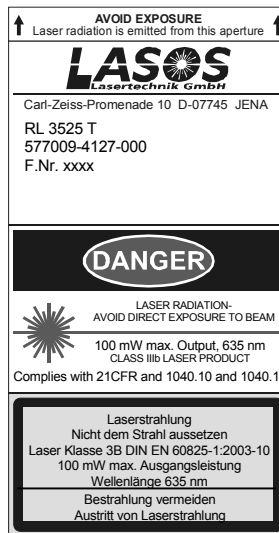 AVOID EXPOSURE
Laser radiation is emitted from this aperture
LASOS
Lasertechnik GmbH
Carl-Zeiss-Promenade 10 D-07745 JENA
RL 3525 T
577009-4127-000
F.Nr. xxxx
DANGER
LASER RADIATION-
AVOID DIRECT EXPOSURE TO BEAM
100 mW max. Output, 635 nm
CLASS IIIb LASER PRODUCT
Complies with 21CFR and 1040.10 and 1040.1
Laserstrahlung
Nicht dem Strahl aussetzen
Laser Klasse 3B DIN EN 60825-1:2003-10
100 mW max. Ausgangsleistung
Wellenlänge 635 nm
Bestrahlung vermeiden
Austritt von Laserstrahlung